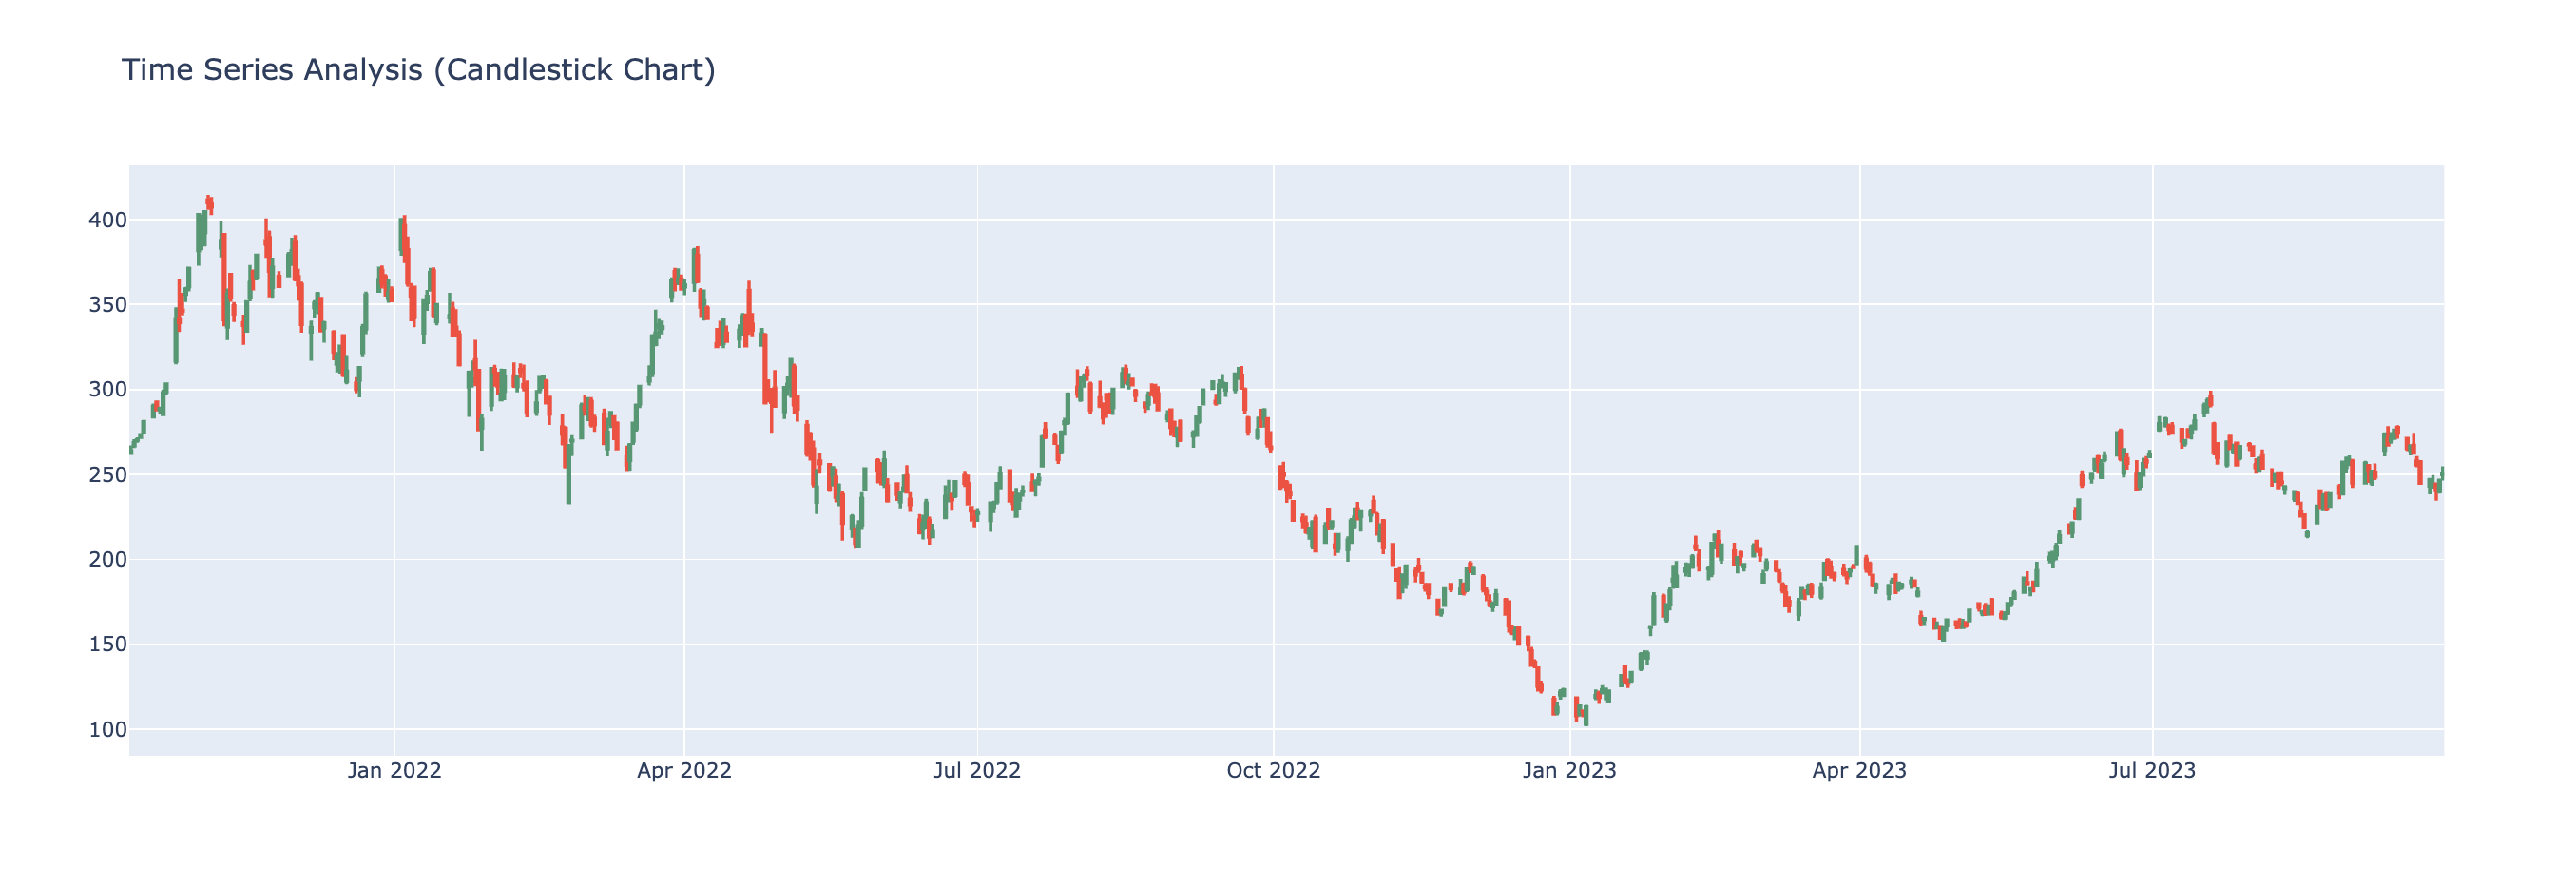 Time Series Analysis (Candlestick Chart)
400
350
300
250
200
150
100
Jan 2022
Apr 2022
Jul 2022
Oct 2022
Jan 2023
Apr 2023
Jul 2023